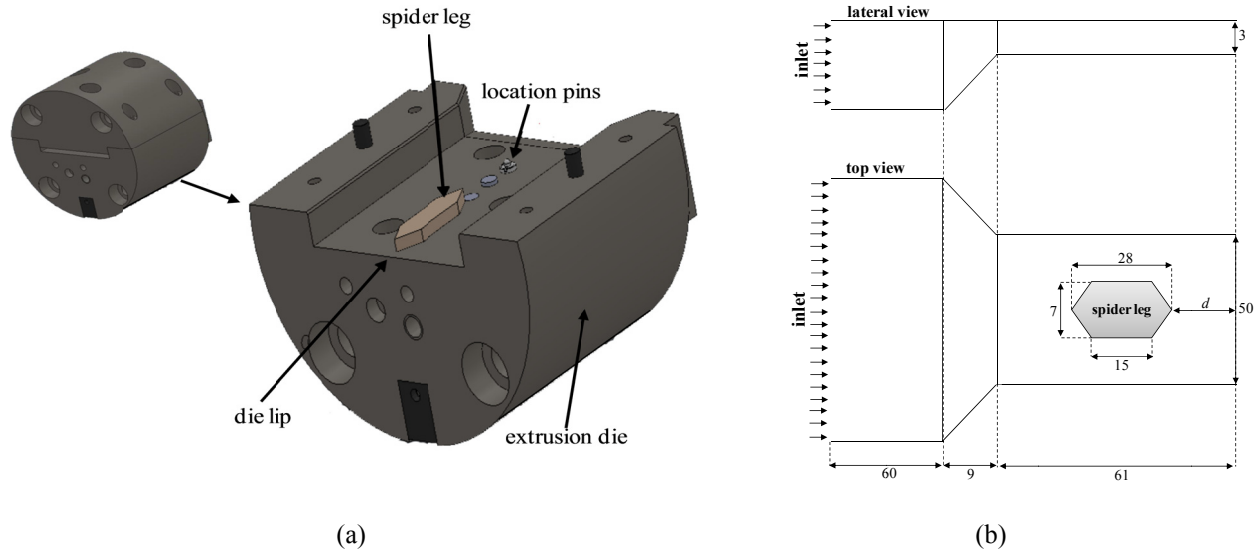 spider leg
location pins
die lip
extrusion die
(a)
lateral view
inlet
3
top view
inlet
28
7
spider leg
d
50
15
60
9
61
(b)